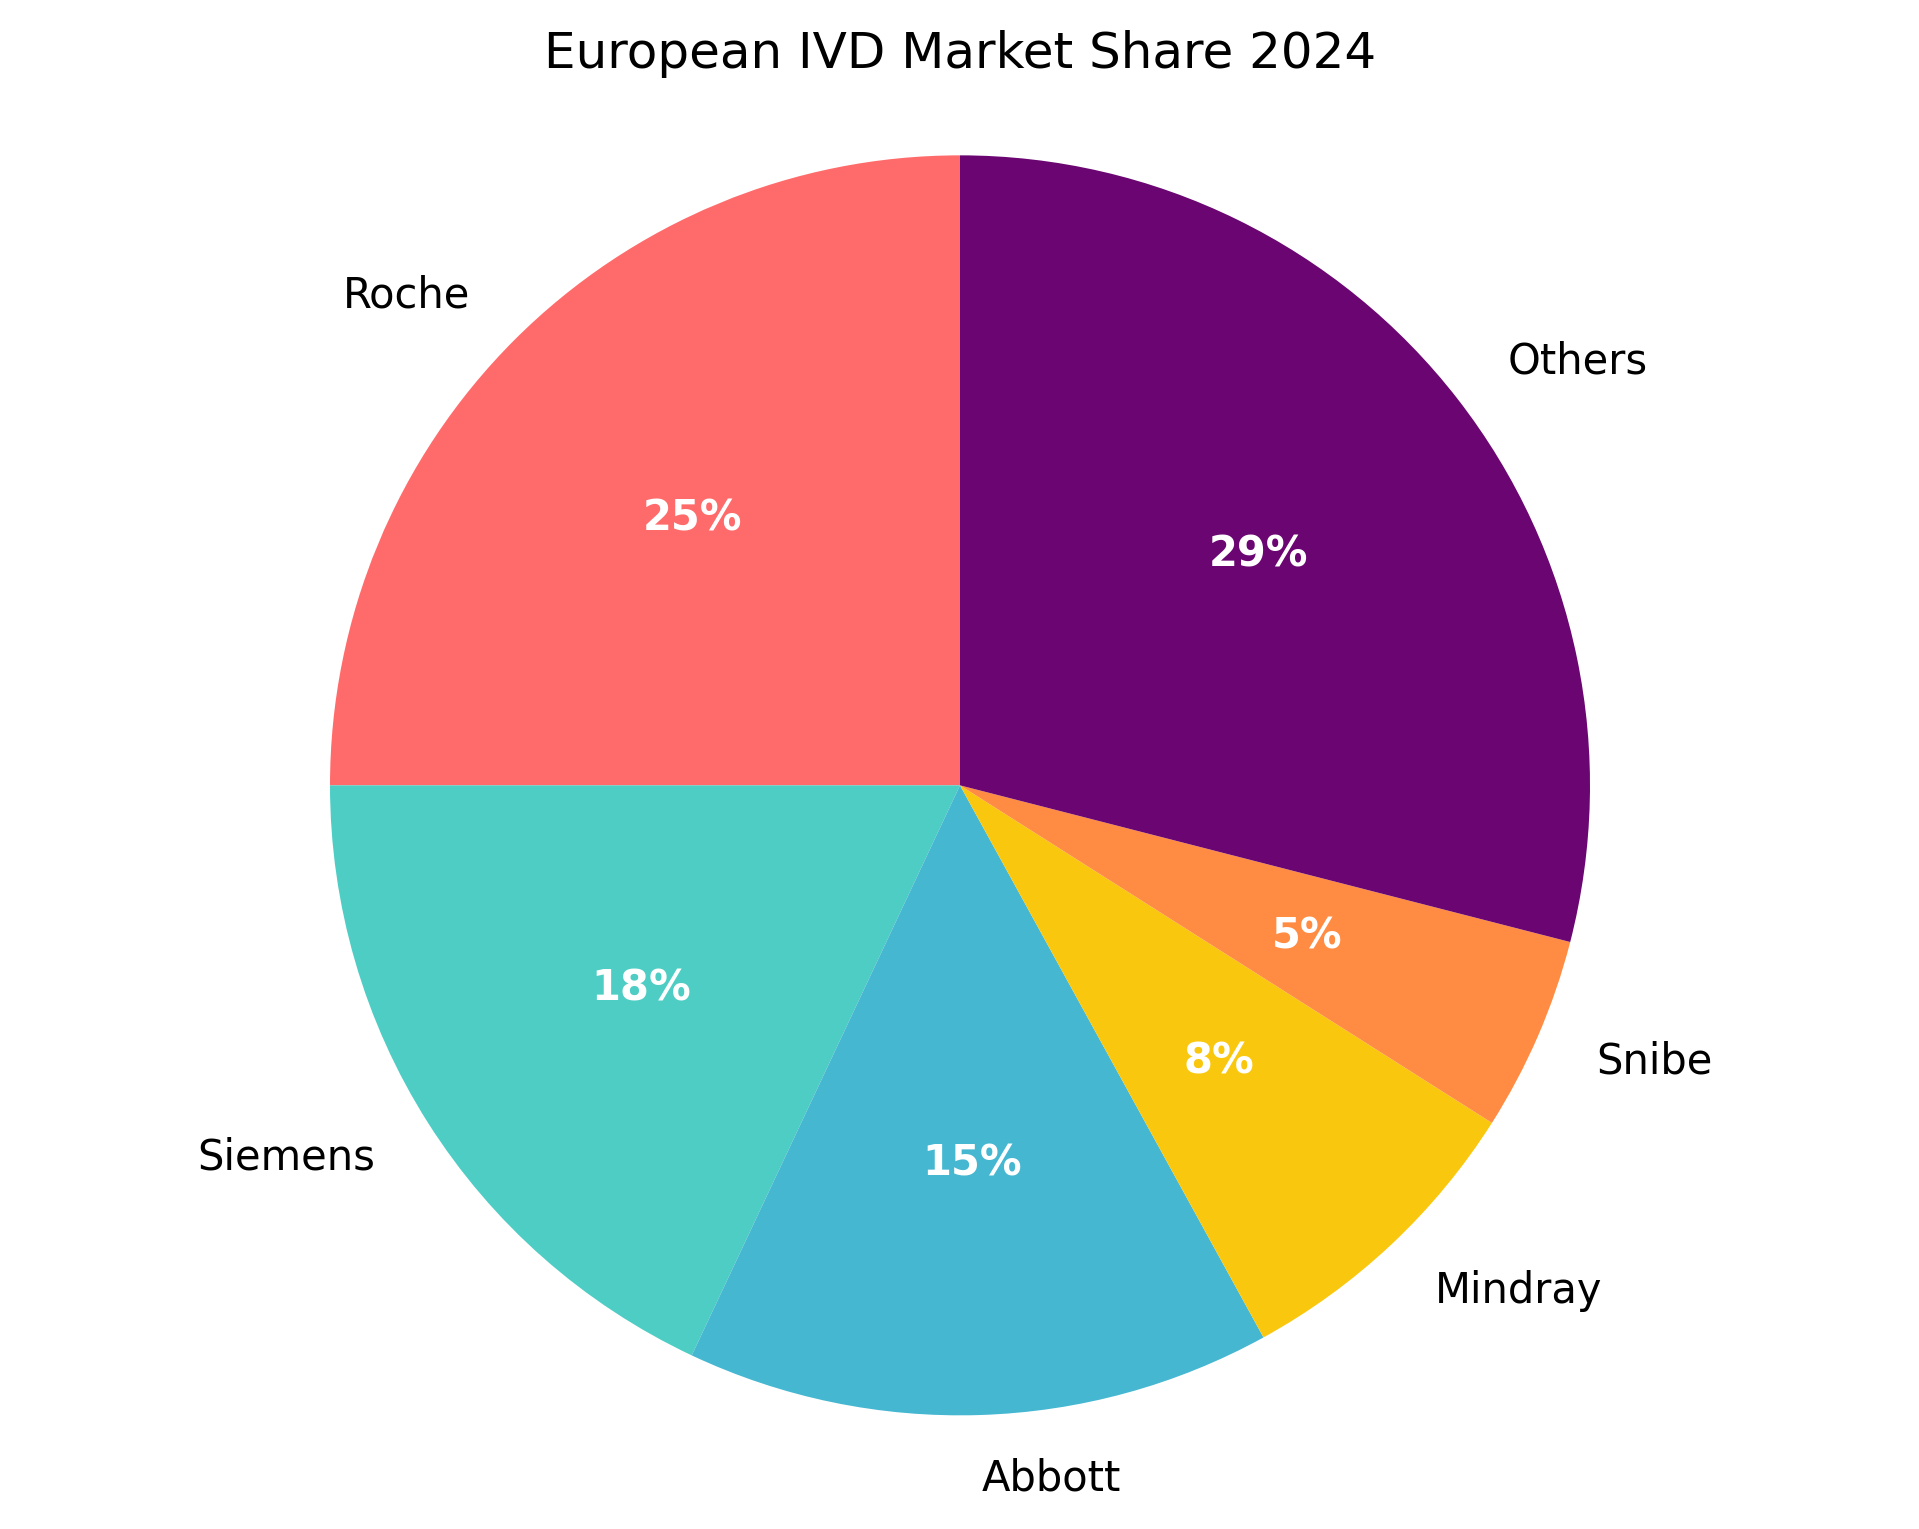 European IVD Market Share 2024
Roche
Others
25%
29%
5%
18%
8%
Snibe
Siemens
15%
Mindray
Abbott